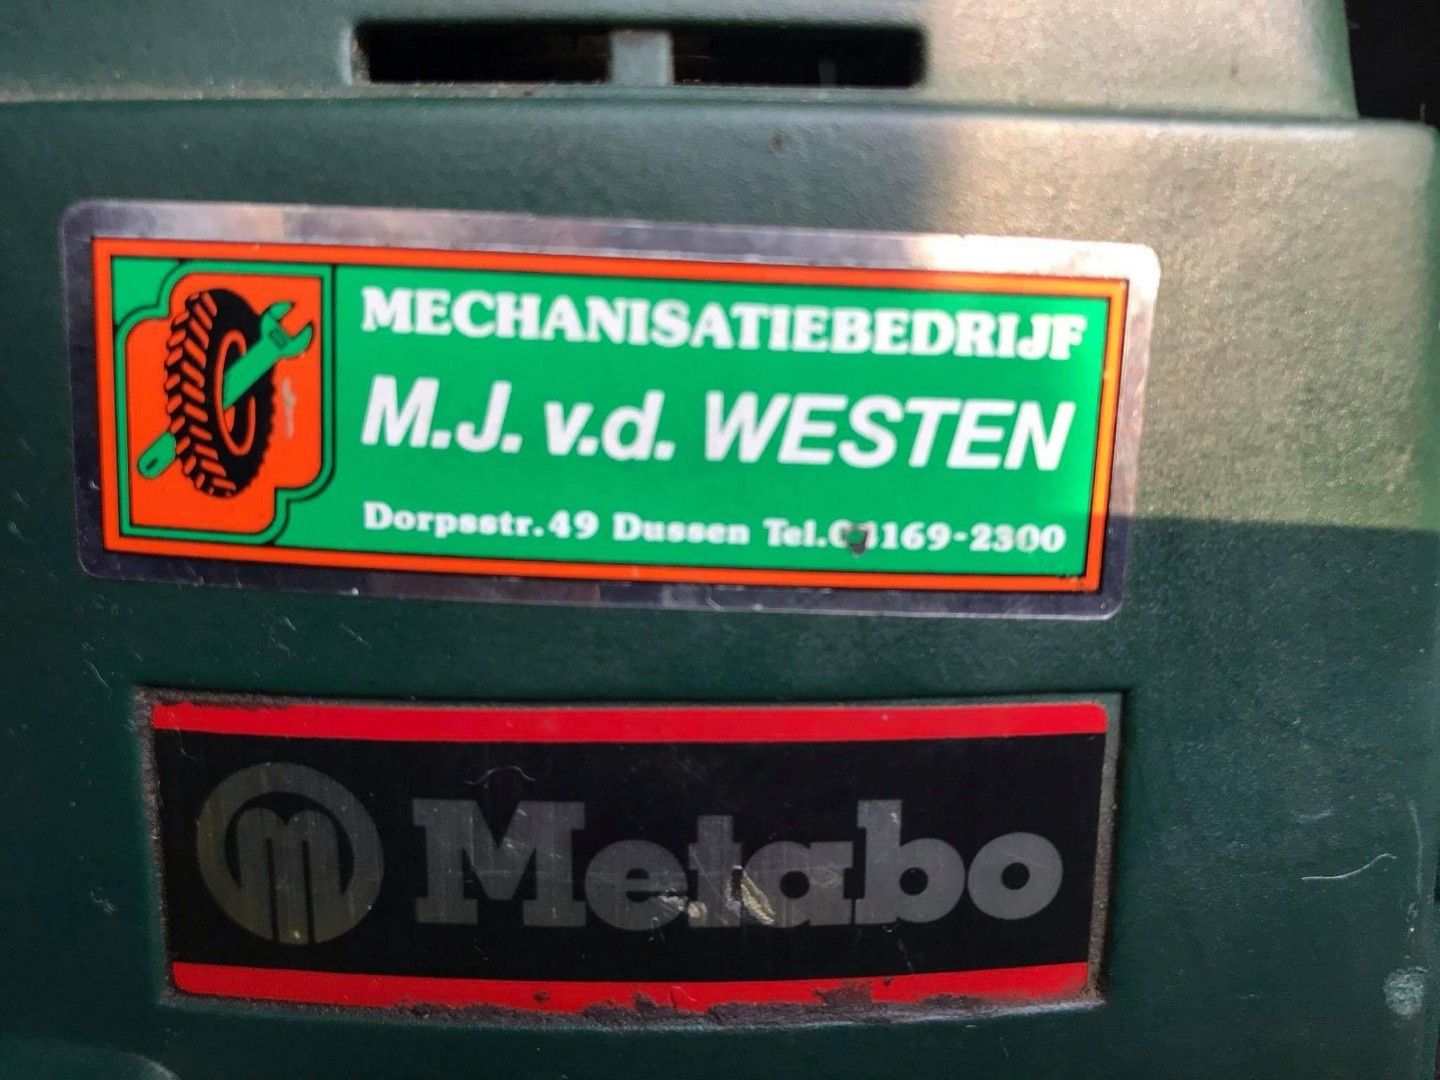 MECHANISATIEBEDRIJF
M.J. v.d. WESTEN
Dorpsstr. 49 Dussen Tel.
Metabo